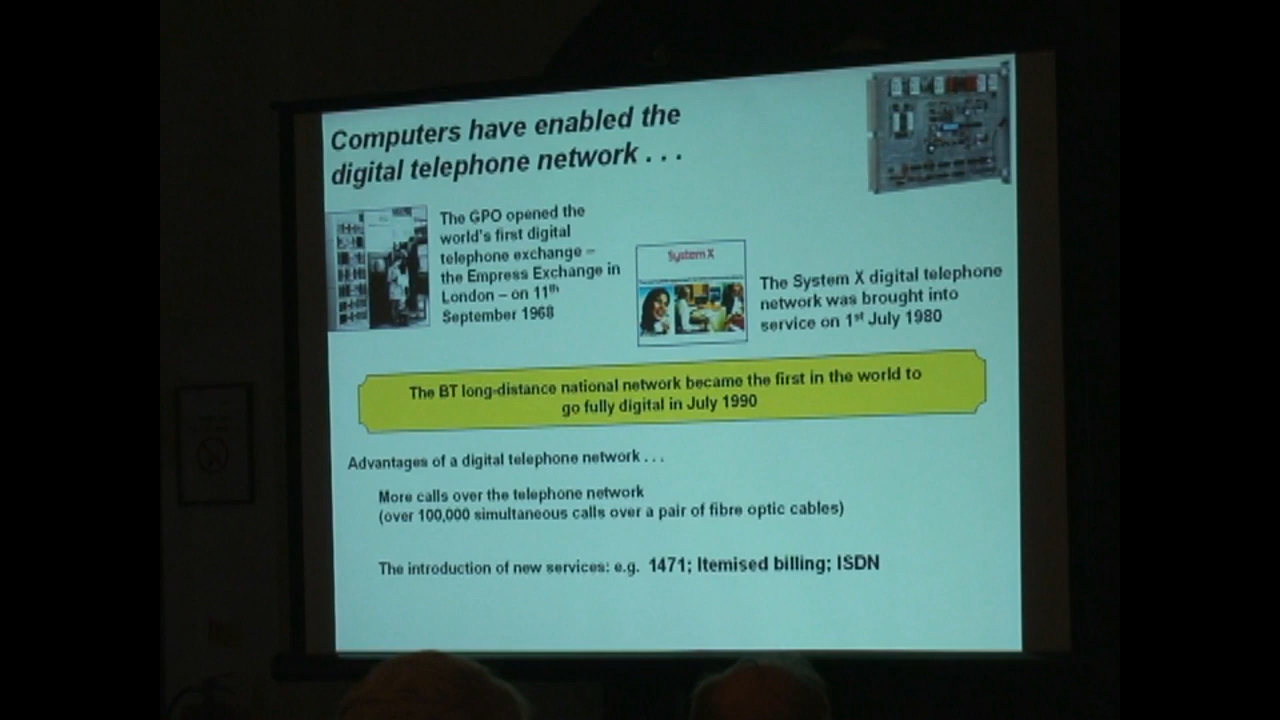 Computers have enabled the
digital telephone network . . .
The GPO opened the
world's first digital
telephone exchange –
the Empress Exchange in
London – on 11th
September 1968
System X
The System X digital telephone
network was brought into
service on 1st July 1980
The BT long-distance national network became the first in the world to
go fully digital in July 1990
Advantages of a digital telephone network . . .
More calls over the telephone network
(over 100,000 simultaneous calls over a pair of fibre optic cables)
The introduction of new services: e.g. 1471; Itemised billing; ISDN